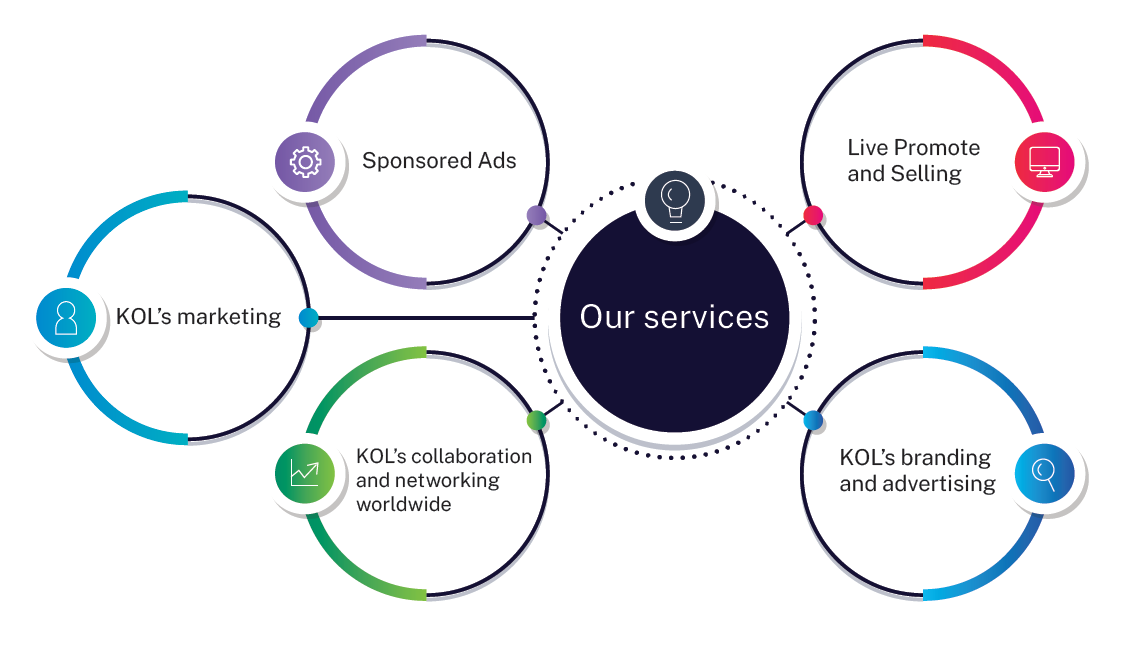 Sponsored Ads
Live Promote
and Selling
KOL’s marketing
Our services
KOL’s collaboration
and networking
worldwide
KOL’s branding
and advertising